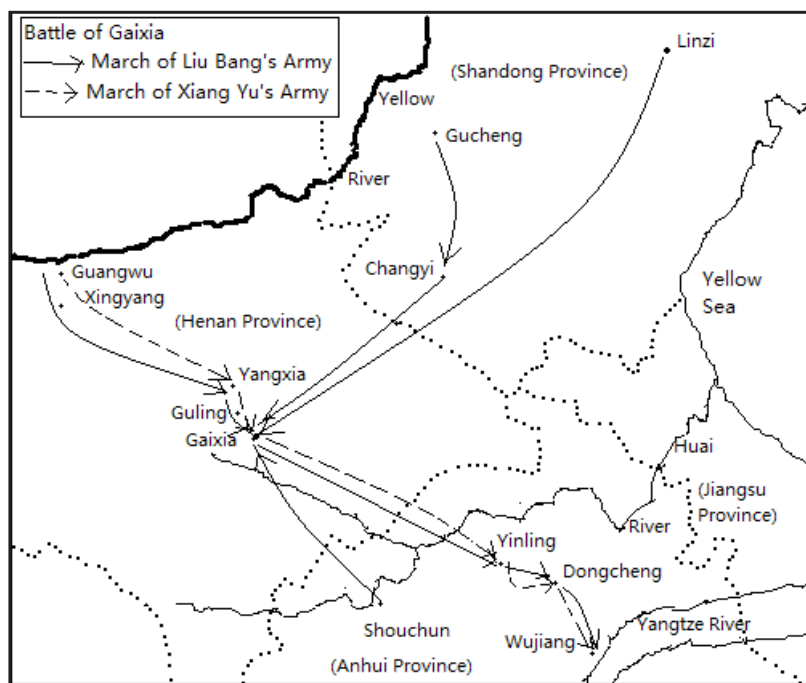 Battle of Gaixia
March of Liu Bang's Army
March of Xiang Yu's Army
Linzi
(Shandong Province)
Yellow
Gucheng
River
Guangwu
Changyi
Xingyang
Yellow
Sea
(Henan Province)
Yangxia
Guling
Gaixia
Huai
(Jiangsu
Province)
River
Yinling
Dongcheng
Shouchun
Wujiang
Yangtze River
(Anhui Province)